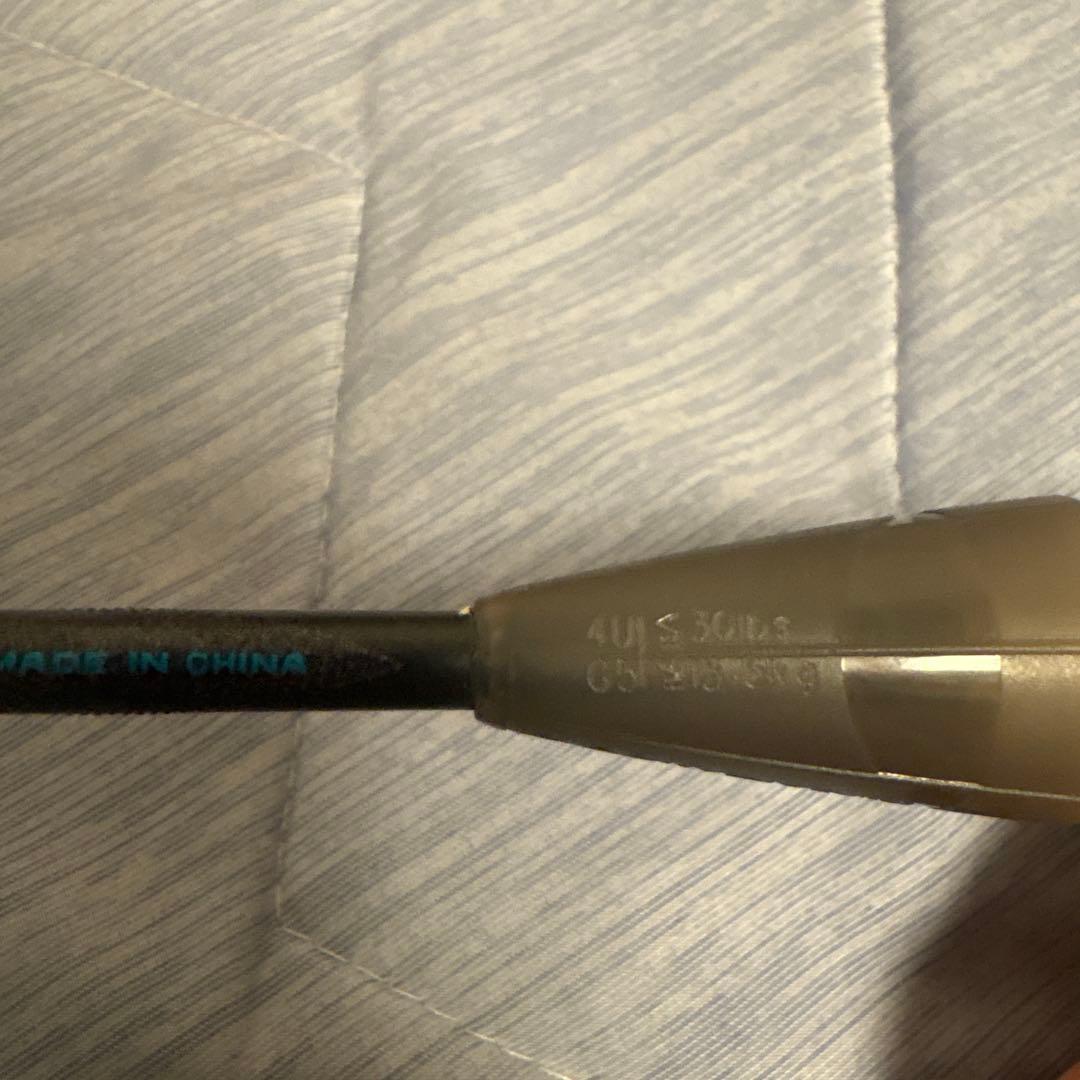 MADE IN CHINA
4U| ≤ 30lbs
G5|